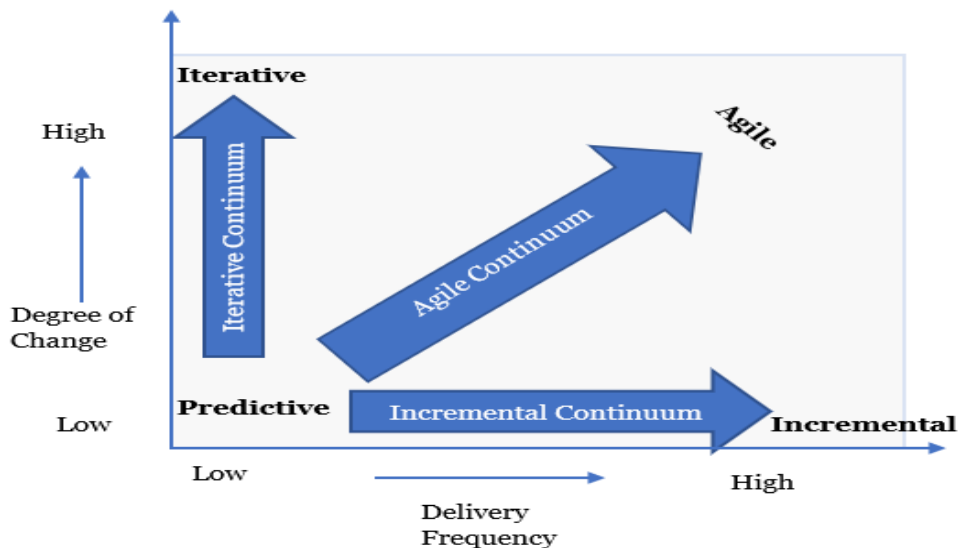 Iterative
Agile
High
Iterative Continuum
Agile Continuum
Degree of
Change
Predictive
Incremental Continuum
Low
Incremental
Low
High
Delivery
Frequency